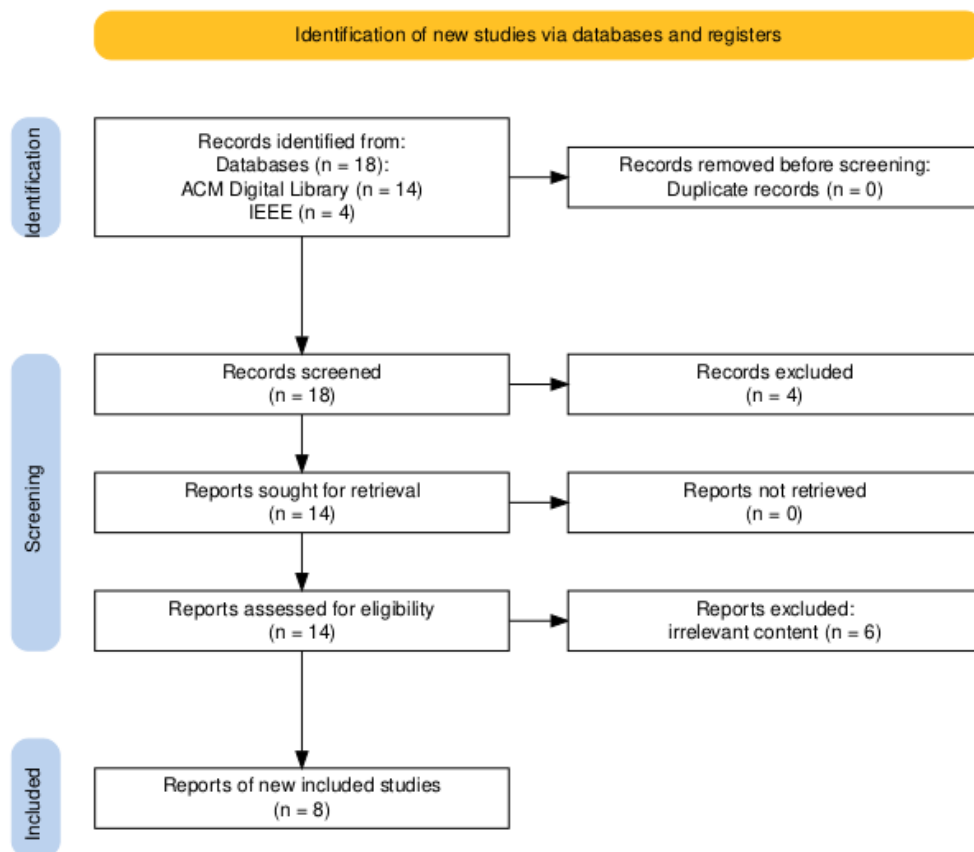 Identification of new studies via databases and registers
Identification
Records identified from:
Databases (n = 18):
ACM Digital Library (n = 14)
IEEE (n = 4)
Records removed before screening:
Duplicate records (n = 0)
Screening
Records screened
(n = 18)
Records excluded
(n = 4)
Reports sought for retrieval
(n = 14)
Reports not retrieved
(n = 0)
Reports assessed for eligibility
(n = 14)
Reports excluded:
irrelevant content (n = 6)
Included
Reports of new included studies
(n = 8)